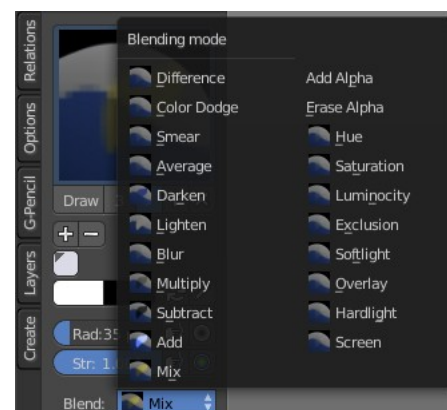 Relations
Options
G-Pencil
Layers
Create
Blending mode
Difference
Color Dodge
Smear
Average
Darken
Lighten
Blur
Multiply
Subtract
Add
Mix
Add Alpha
Erase Alpha
Hue
Saturation
Luminocity
Exclusion
Softlight
Overlay
Hardlight
Screen
Draw
Rad:35
Str: 1.0
Blend: Mix